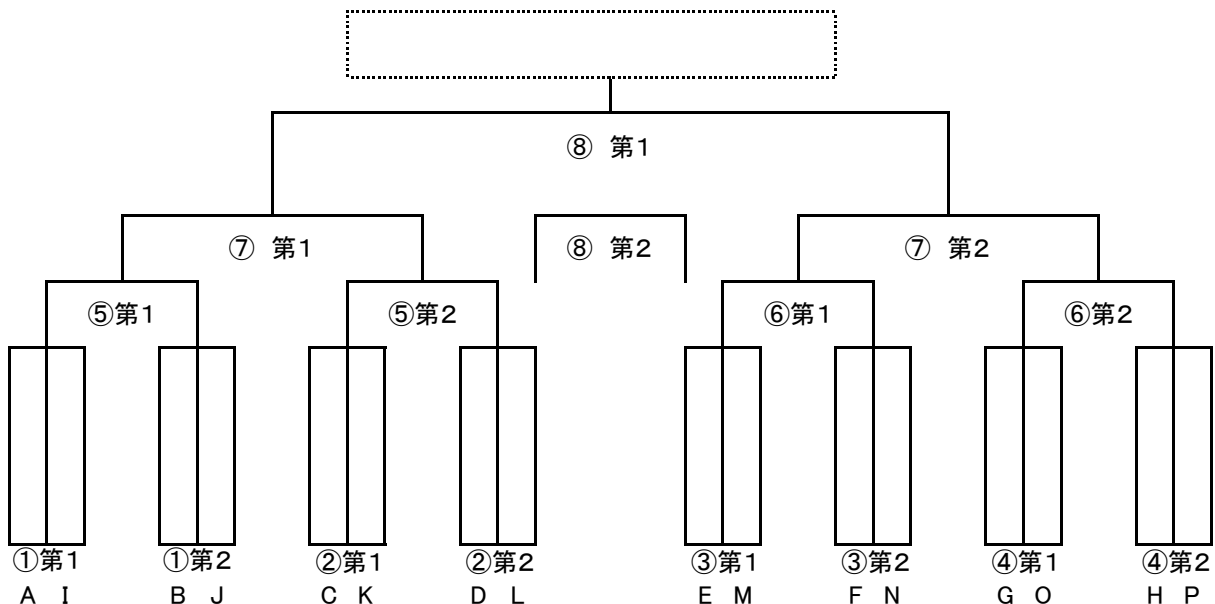 ⑧ 第1
⑦ 第1 ⑧ 第2 ⑦ 第2
⑤第1 ⑤第2 ⑥第1 ⑥第2
①第1 ①第2 ②第1 ②第2 ③第1 ③第2 ④第1 ④第2
A I B J C K D L E M F N G O H P